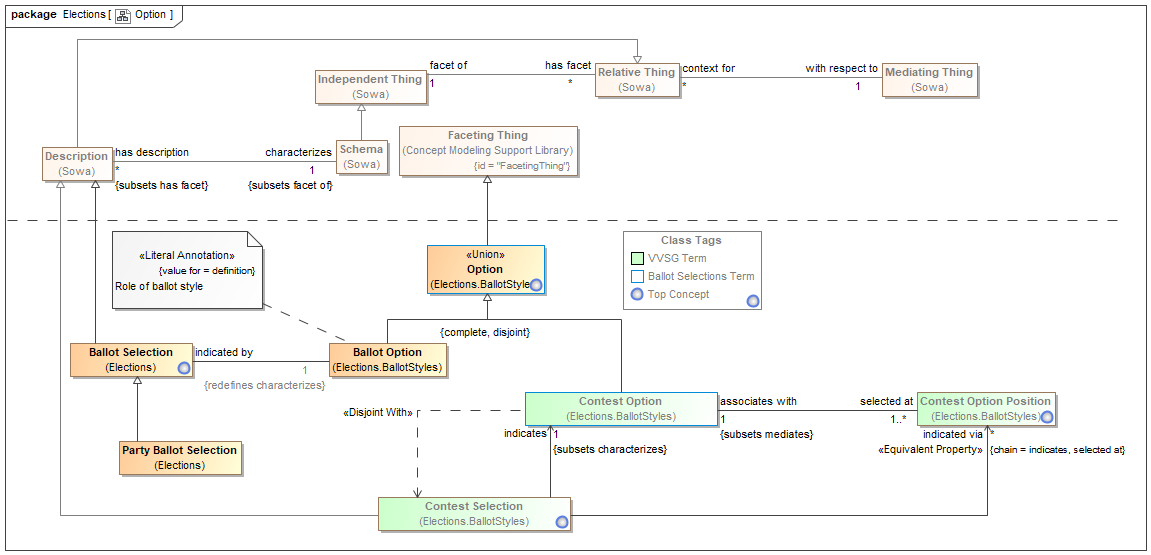 package Elections [ Option ]
facet of
has facet
1
*
Independent Thing
(Sowa)
Relative Thing
(Sowa)
context for
with respect to
*
1
Mediating Thing
(Sowa)
Faceting Thing
(Concept Modeling Support Library)
{id = "FacetingThing"}
Description
(Sowa)
has description
characterizes
*
1
{subsets has facet}
{subsets facet of}
Schema
(Sowa)
«Literal Annotation»
{value for = definition}
Role of ballot style
«Union»
Option
(Elections.BallotStyles
Class Tags
VVSG Term
Ballot Selections Term
Top Concept
{complete, disjoint}
Ballot Selection
(Elections)
indicated by
1
{redefines characterizes}
Ballot Option
(Elections.BallotStyles)
Contest Option
(Elections.BallotStyles)
associates with
selected at
1
1..*
{subsets mediates}
Contest Option Position
(Elections.BallotStyles)
«Disjoint With»
indicates
1
{subsets characterizes}
indicated via
*
«Equivalent Property»
{chain = indicates, selected at}
Party Ballot Selection
(Elections)
Contest Selection
(Elections.BallotStyles)